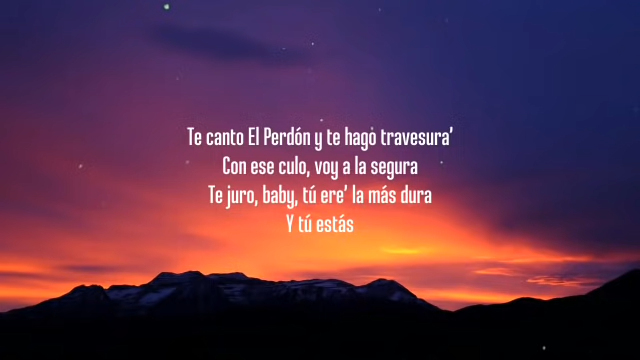 Te canto El Perdón y te hago travesura'
Con ese culo, voy a la segura
Te juro, baby, tú ere' la más dura
Y tú estás